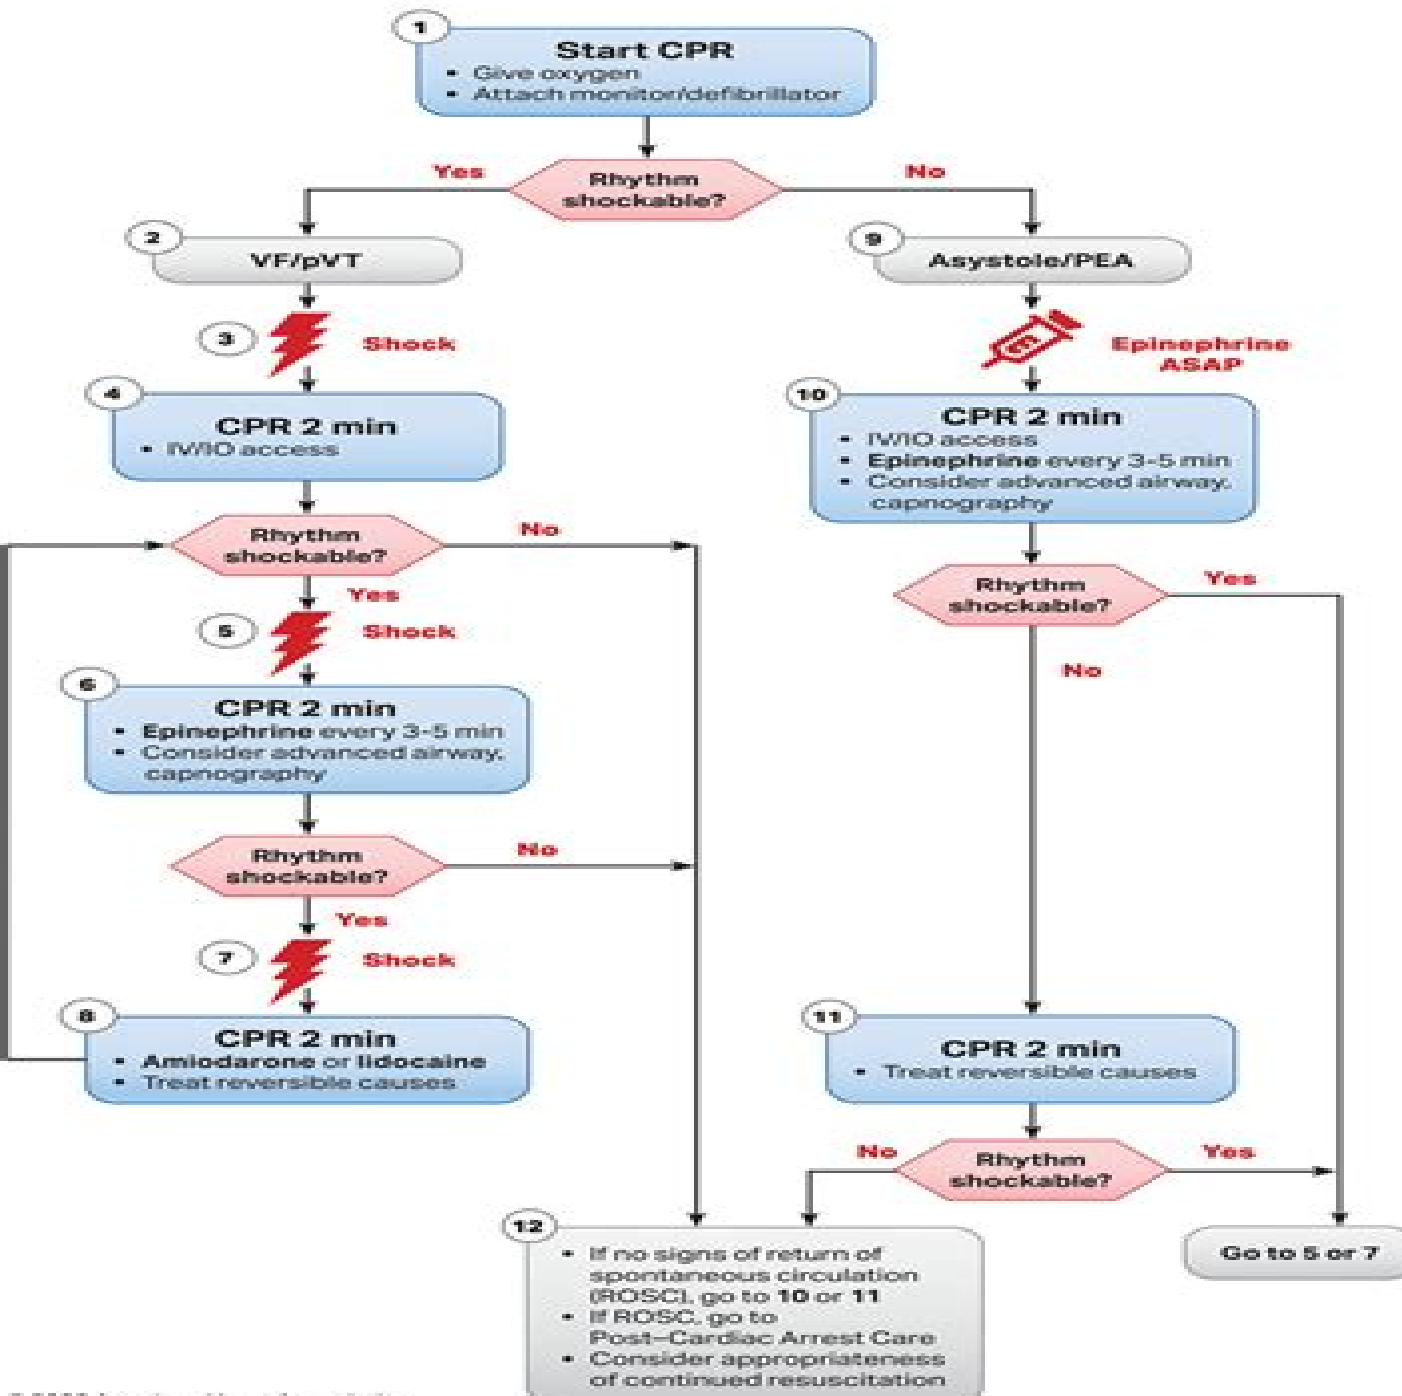 1
Start CPR
• Give oxygen
• Attach monitor/defibrillator
Yes
Rhythm
shockable?
No
2
VF/pVT
3
Shock
4
CPR 2 min
• IV/IO access
Rhythm
shockable?
No
Yes
5
Shock
6
CPR 2 min
• Epinephrine every 3-5 min
• Consider advanced airway,
capnography
Rhythm
shockable?
No
Yes
7
Shock
8
CPR 2 min
• Amiodarone or lidocaine
• Treat reversible causes
9
Asystole/PEA
Epinephrine
ASAP
10
CPR 2 min
• IV/IO access
• Epinephrine every 3-5 min
• Consider advanced airway,
capnography
Rhythm
shockable?
Yes
No
11
CPR 2 min
• Treat reversible causes
No
Rhythm
shockable?
Yes
12
• If no signs of return of
spontaneous circulation
(ROSC), go to 10 or 11
• If ROSC, go to
Post–Cardiac Arrest Care
• Consider appropriateness
of continued resuscitation
Go to 5 or 7